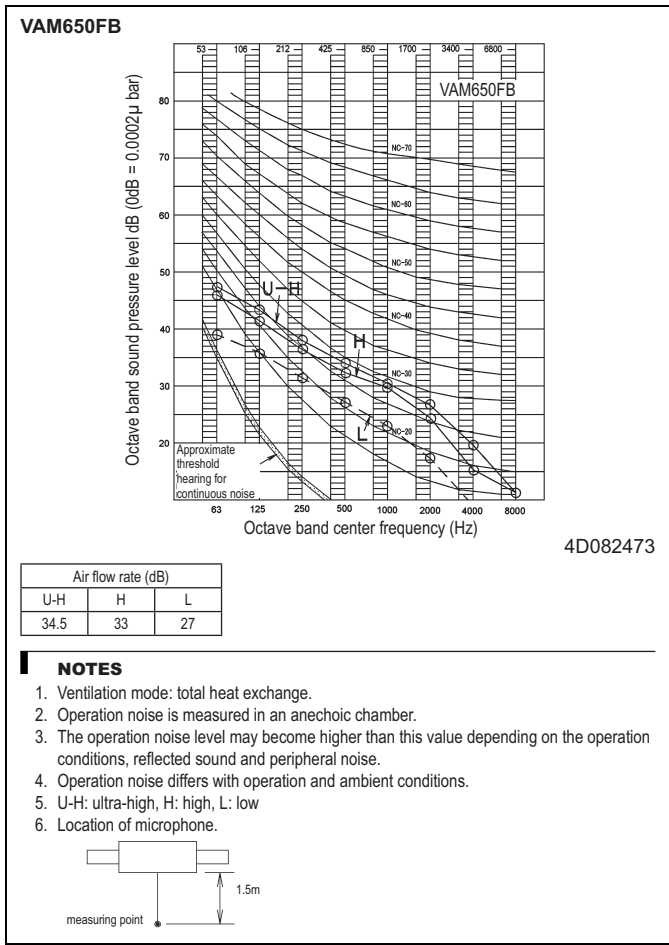 VAM650FB
53 106 212 425 850 1700 3400 6800
VAM650FB
Octave band sound pressure level dB (0dB = 0.0002µ bar)
80
70
60
50
40
30
20
NC-70
NC-60
NC-50
NC-40
NC-30
NC-20
U-H
H
L
Approximate
threshold
hearing for
continuous noise
63 125 250 500 1000 2000 4000 8000
Octave band center frequency (Hz)
4D082473
Air flow rate (dB)
U-H H L
34.5 33 27
NOTES
1. Ventilation mode: total heat exchange.
2. Operation noise is measured in an anechoic chamber.
3. The operation noise level may become higher than this value depending on the operation
conditions, reflected sound and peripheral noise.
4. Operation noise differs with operation and ambient conditions.
5. U-H: ultra-high, H: high, L: low
6. Location of microphone.
1.5m
measuring point